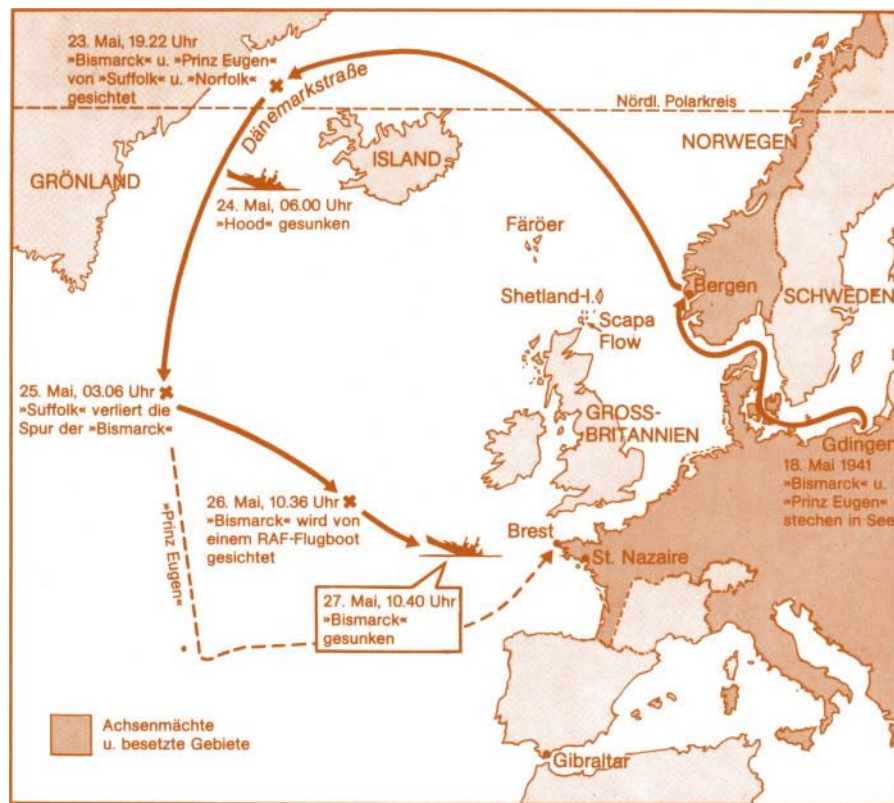 23. Mai, 19.22 Uhr
»Bismarck« u. »Prinz Eugen«
von »Suffolk« u. »Norfolk«
gesichtet
Dänemarkstraße
Nördl. Polarkreis
NORWEGEN
ISLAND
GRÖNLAND
24. Mai, 06.00 Uhr
»Hood« gesunken
Färöer
Bergen
SCHWEDEN
Shetland-I.
Scapa
Flow
25. Mai, 03.06 Uhr
»Suffolk« verliert die
Spur der »Bismarck«
GROSS-
BRITANNIEN
Gdingen
18. Mai 1941
»Bismarck« u.
»Prinz Eugen«
stechen in See
26. Mai, 10.36 Uhr
»Bismarck« wird von
einem RAF-Flugboot
gesichtet
»Prinz Eugen«
Brest
St. Nazaire
27. Mai, 10.40 Uhr
»Bismarck«
gesunken
Achsenmächte
u. besetzte Gebiete
Gibraltar